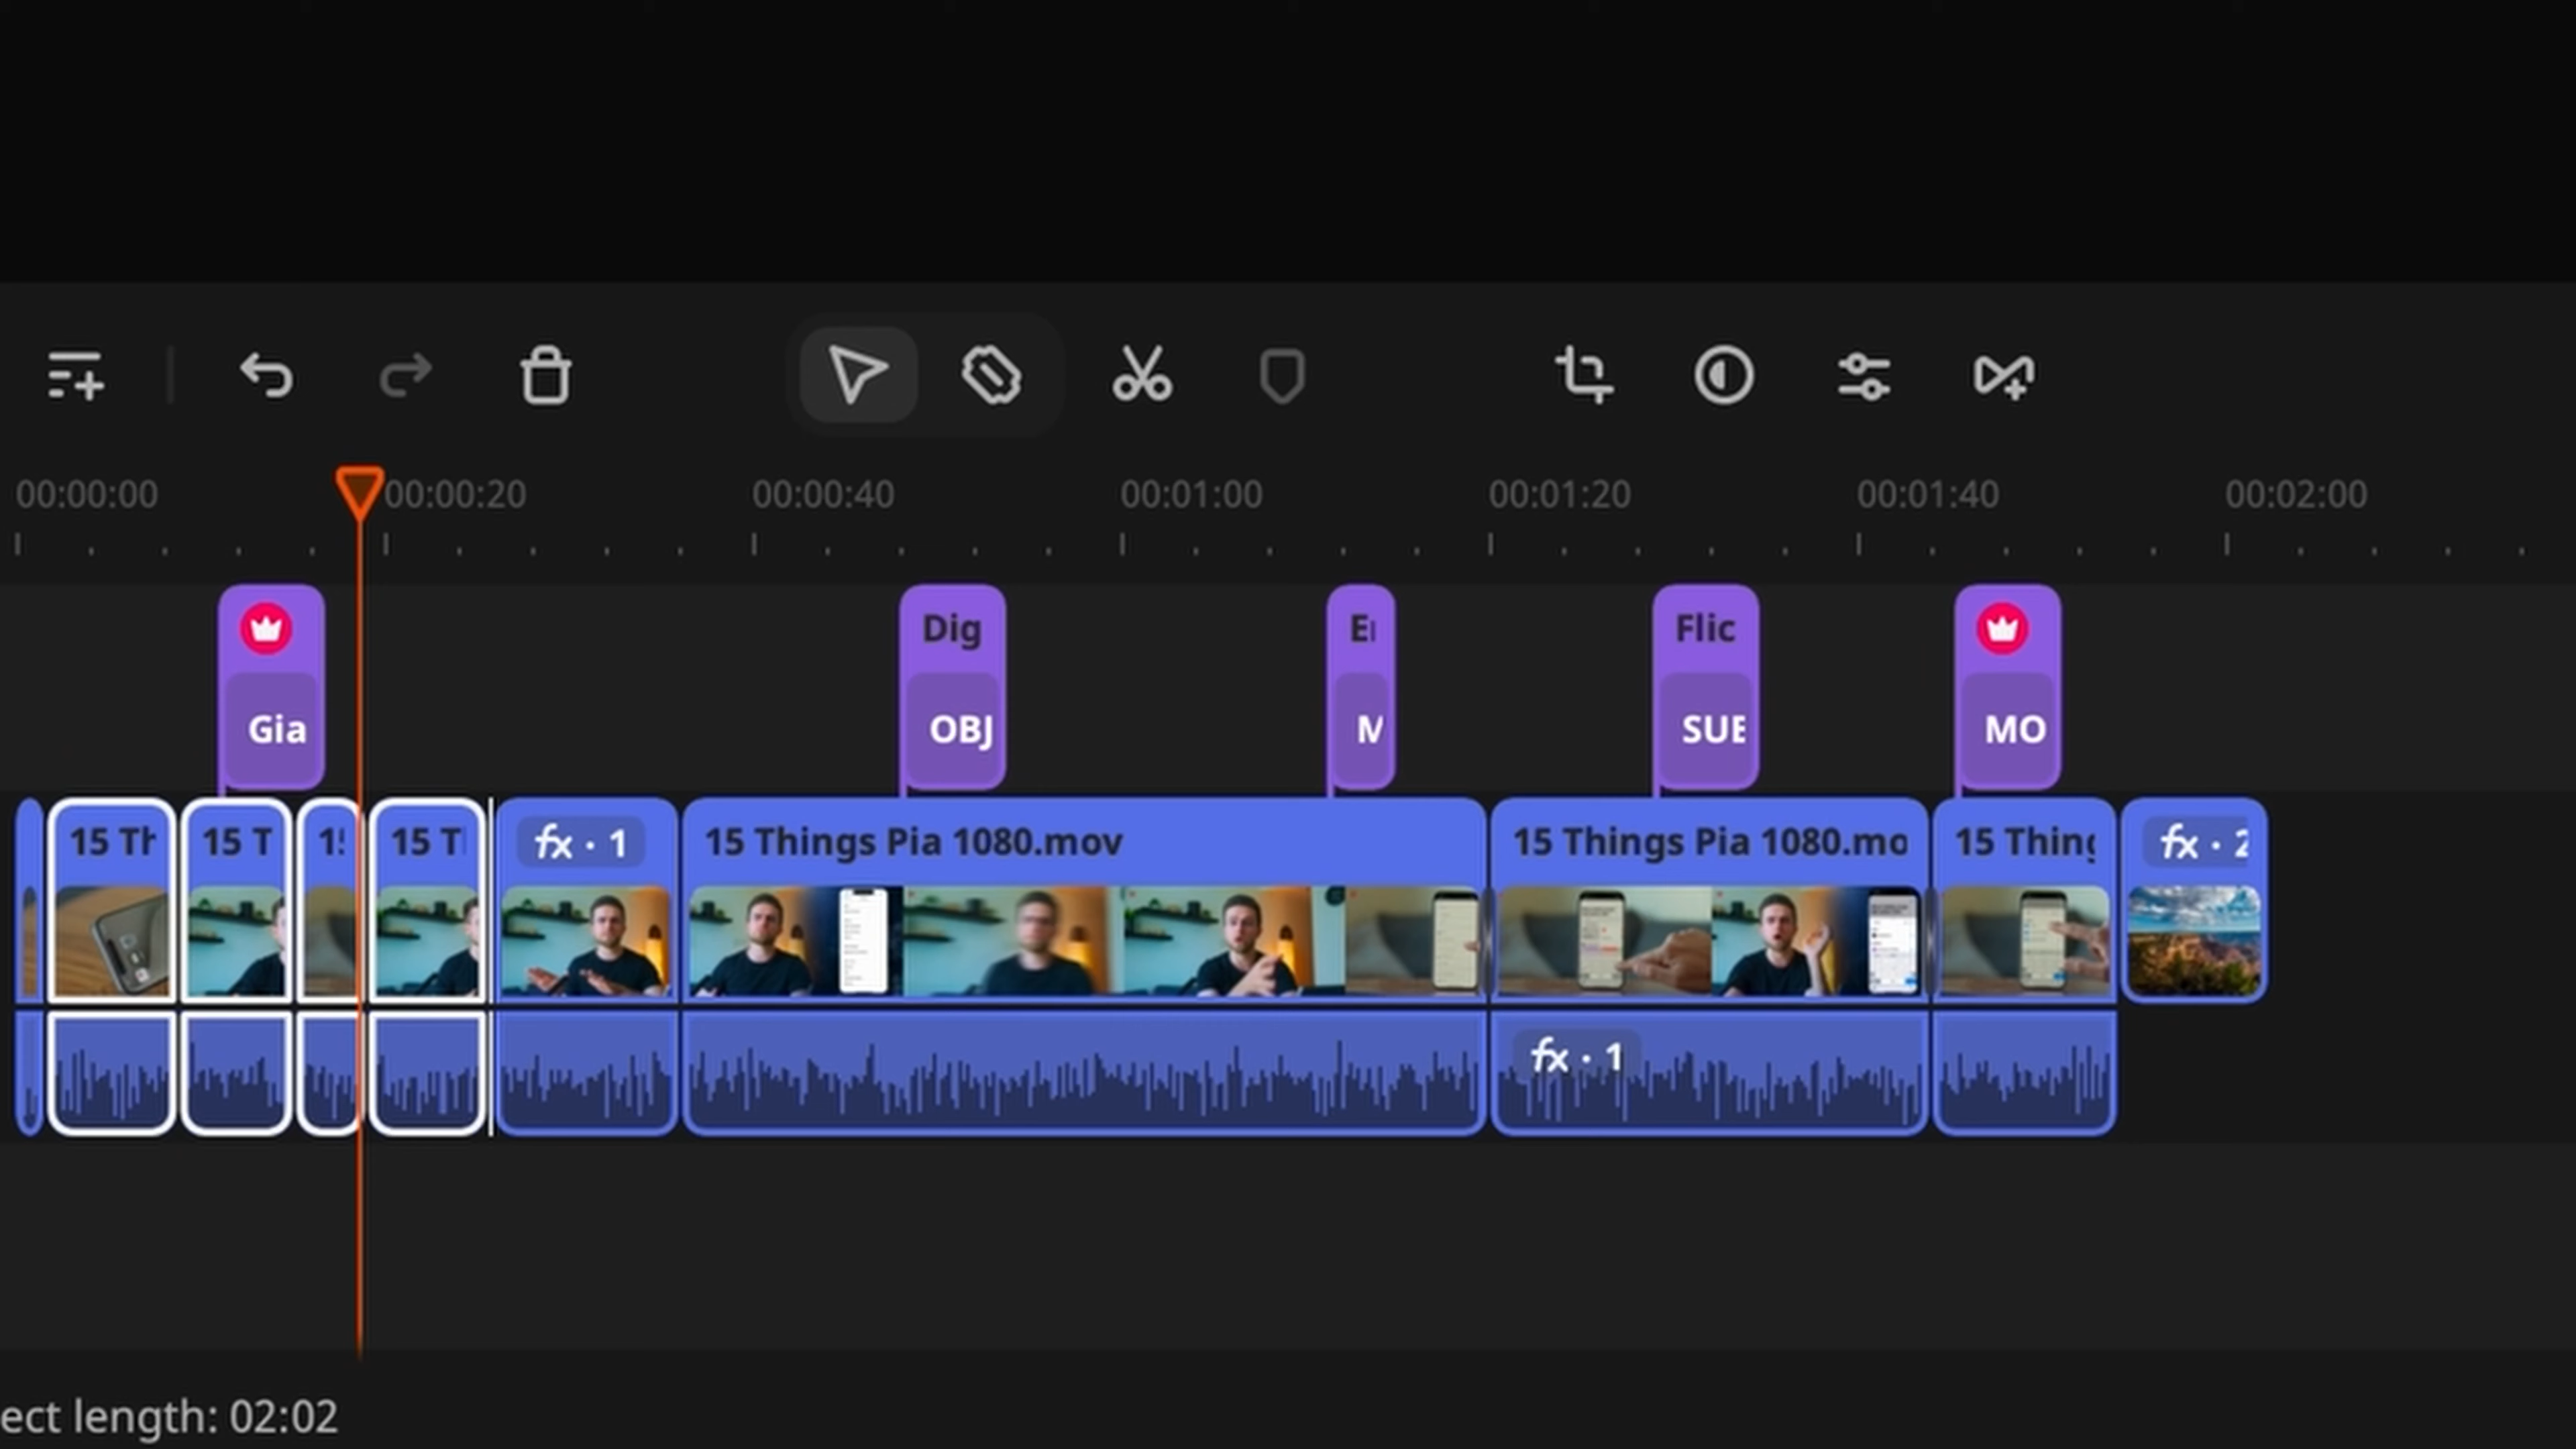 00:00:00 00:00:20 00:00:40 00:01:00 00:01:20 00:01:40 00:02:00
Dig Flic
Gia OBJ M SUE MO
15 Th 15 T 15 15 T fx · 1 15 Things Pia 1080.mov 15 Things Pia 1080.mo 15 Thing fx · 2
fx · 1
ect length: 02:02